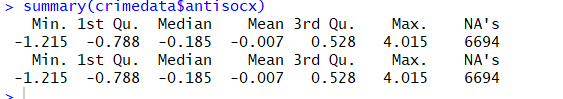 > summary(crimedata$antisocx)
Min. 1st Qu. Median Mean 3rd Qu. Max. NA's
-1.215 -0.788 -0.185 -0.007 0.528 4.015 6694
Min. 1st Qu. Median Mean 3rd Qu. Max. NA's
-1.215 -0.788 -0.185 -0.007 0.528 4.015 6694
>